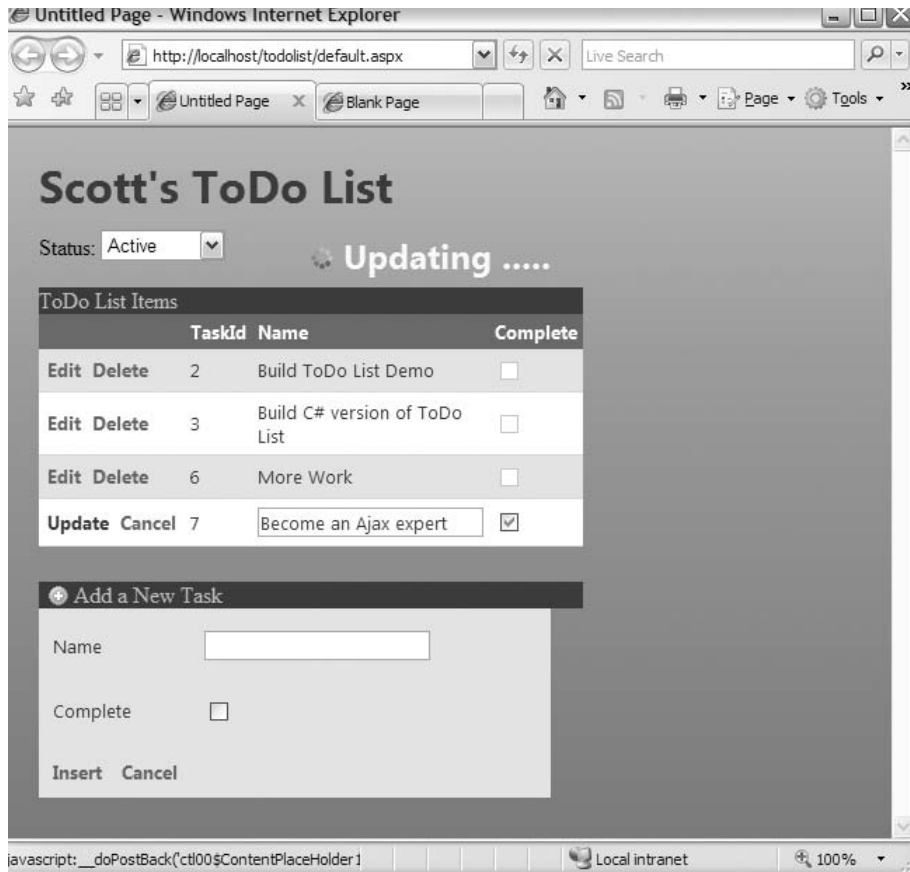 Untitled Page - Windows Internet Explorer
http://localhost/todolist/default.aspx
Live Search
Untitled Page
Blank Page
Page
Tools
Scott's ToDo List
Status: Active
Updating .....
ToDo List Items
TaskId Name Complete
Edit Delete 2 Build ToDo List Demo
Edit Delete 3 Build C# version of ToDo
List
Edit Delete 6 More Work
Update Cancel 7 Become an Ajax expert
Add a New Task
Name
Complete
Insert Cancel
javascript:__doPostBack('ctl00$ContentPlaceHolder1
Local intranet
100%